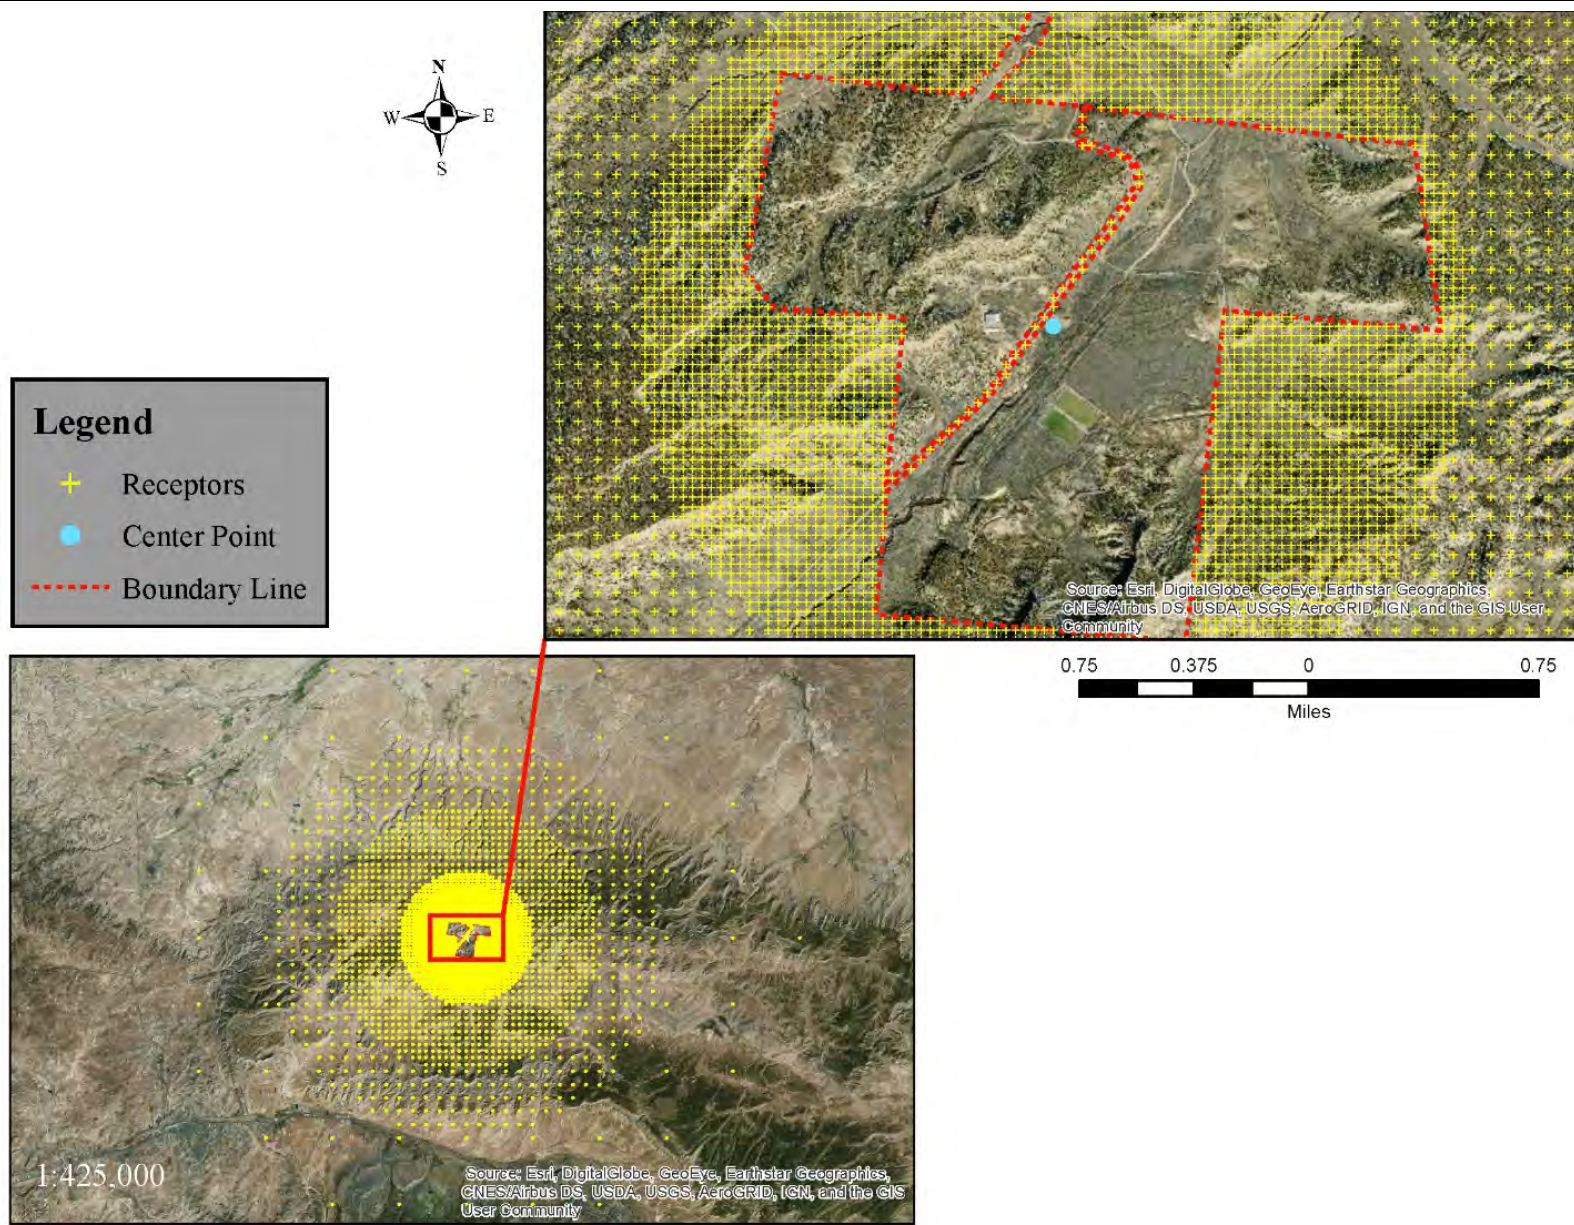 N
W E
S
Legend
Receptors
Center Point
Boundary Line
Source: Esri, DigitalGlobe, GeoEye, Earthstar Geographics,
CNES/Airbus DS, USDA, USGS, AeroGRID, IGN, and the GIS User
Community
0.75 0.375 0 0.75
Miles
1:425,000
Source: Esri, DigitalGlobe, GeoEye, Earthstar Geographics,
CNES/Airbus DS, USDA, USGS, AeroGRID, IGN, and the GIS
User Community